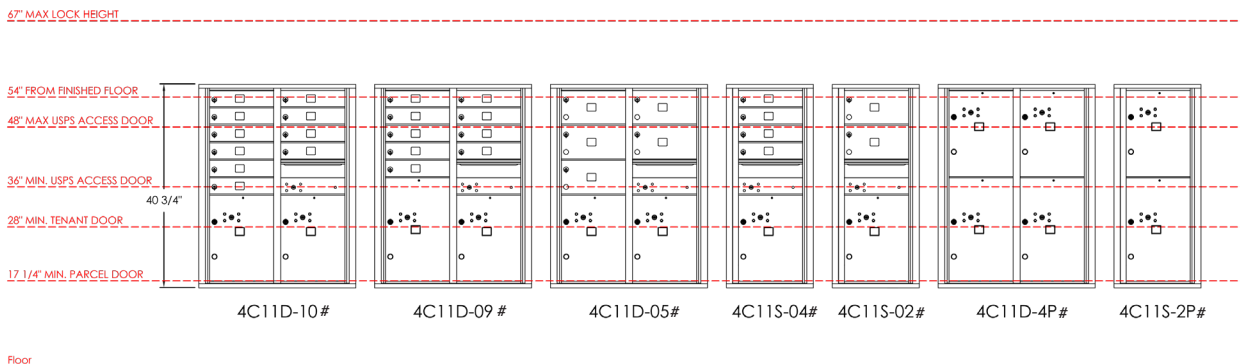 67" MAX LOCK HEIGHT
54" FROM FINISHED FLOOR
48" MAX USPS ACCESS DOOR
36" MIN. USPS ACCESS DOOR
40 3/4"
28" MIN. TENANT DOOR
17 1/4" MIN. PARCEL DOOR
4C11D-10# 4C11D-09# 4C11D-05# 4C11S-04# 4C11S-02# 4C11D-4P# 4C11S-2P#
Floor